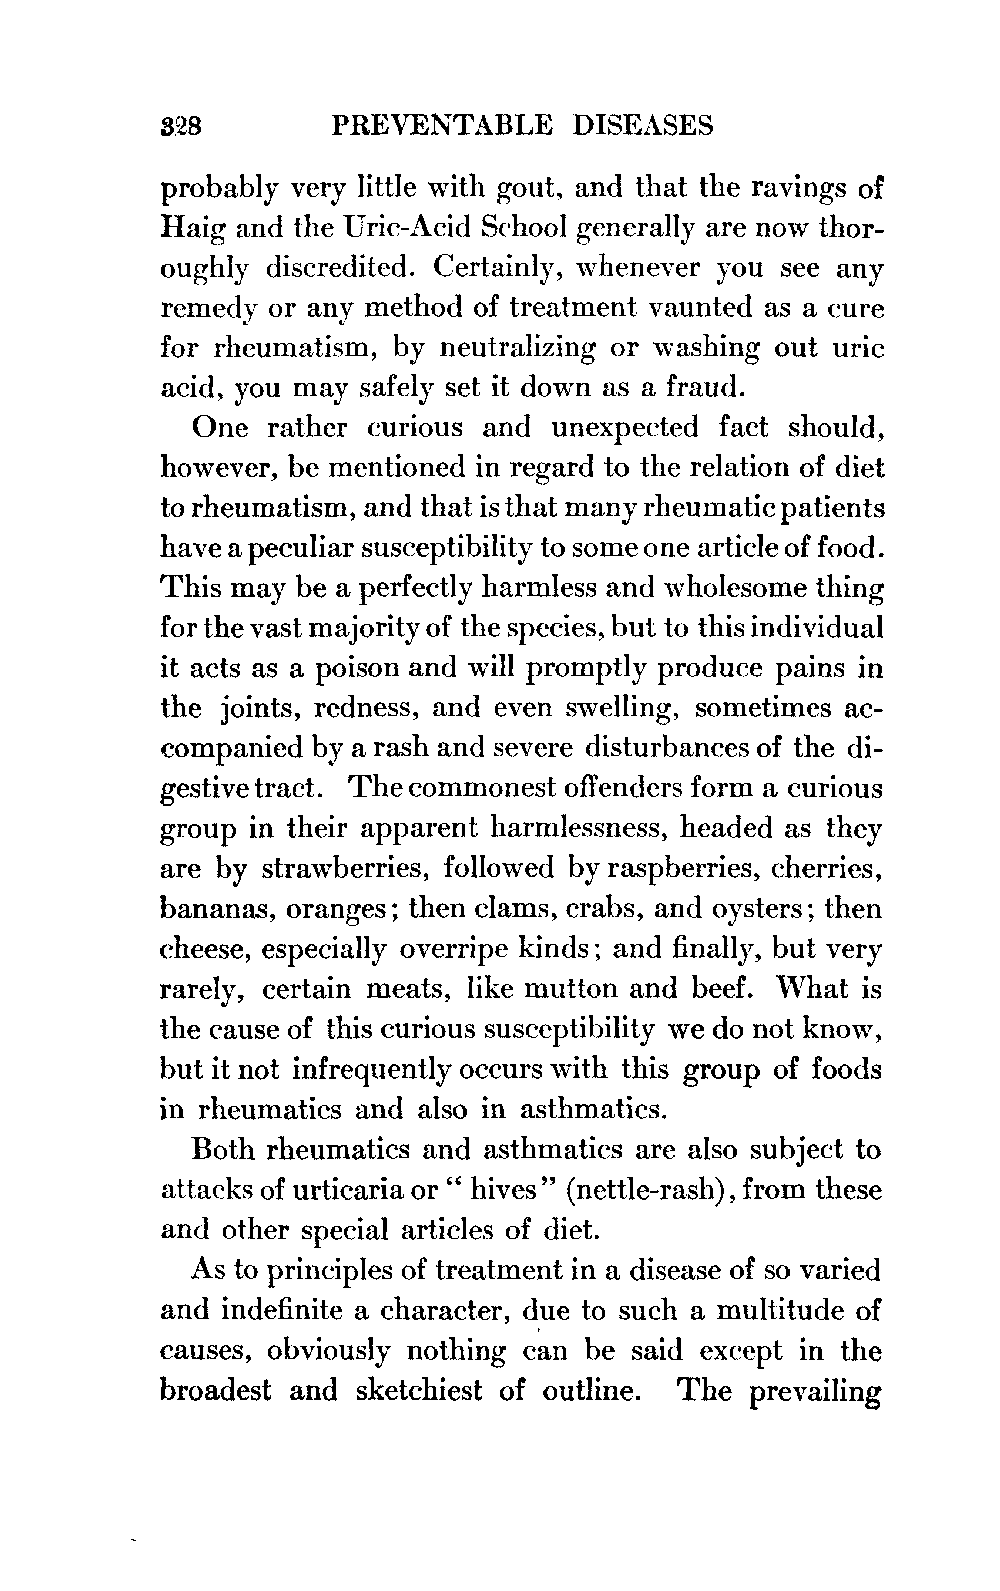 328 PREVENTABLE DISEASES
probably very little with gout, and that the ravings of
Haig and the Uric-Acid School generally are now thor-
oughly discredited. Certainly, whenever you see any
remedy or any method of treatment vaunted as a cure
for rheumatism, by neutralizing or washing out uric
acid, you may safely set it down as a fraud.
One rather curious and unexpected fact should,
however, be mentioned in regard to the relation of diet
to rheumatism, and that is that many rheumatic patients
have a peculiar susceptibility to some one article of food.
This may be a perfectly harmless and wholesome thing
for the vast majority of the species, but to this individual
it acts as a poison and will promptly produce pains in
the joints, redness, and even swelling, sometimes ac-
companied by a rash and severe disturbances of the di-
gestive tract. The commonest offenders form a curious
group in their apparent harmlessness, headed as they
are by strawberries, followed by raspberries, cherries,
bananas, oranges; then clams, crabs, and oysters; then
cheese, especially overripe kinds; and finally, but very
rarely, certain meats, like mutton and beef. What is
the cause of this curious susceptibility we do not know,
but it not infrequently occurs with this group of foods
in rheumatics and also in asthmatics.
Both rheumatics and asthmatics are also subject to
attacks of urticaria or " hives" (nettle-rash), from these
and other special articles of diet.
As to principles of treatment in a disease of so varied
and indefinite a character, due to such a multitude of
causes, obviously nothing can be said except in the
broadest and sketchiest of outline. The prevailing